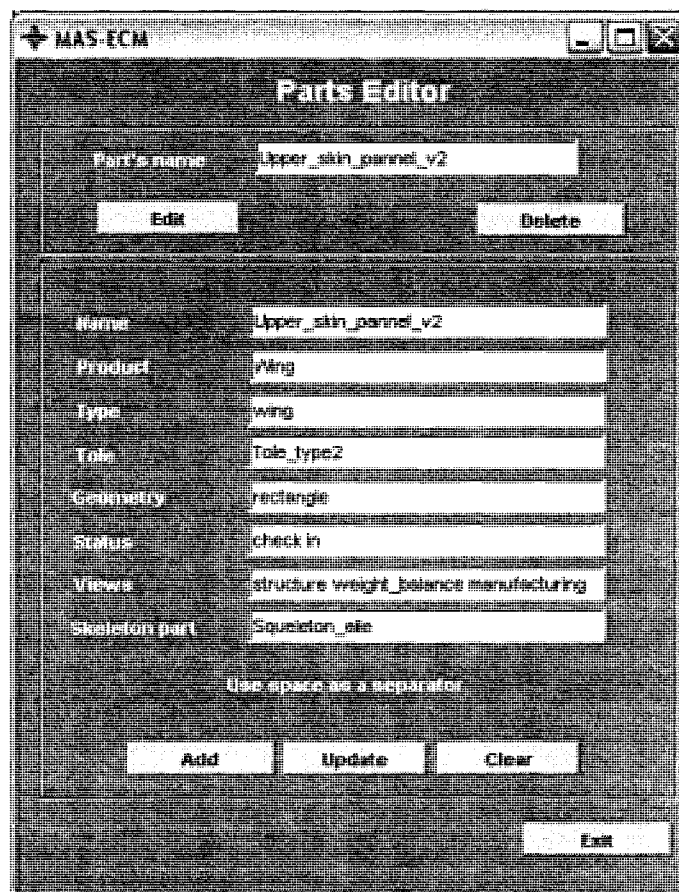 MAS-ECM
Parts Editor
Part's name Upper_skin_pannel_v2
Edit Delete
Name Upper_skin_pannel_v2
Product Wing
Type wing
Tole Tole_type2
Geometry rectangle
Status check in
Views structure weight_balance manufacturing
Skeleton part Squeleton_aile
Use space as a separator
Add Update Clear
Exit